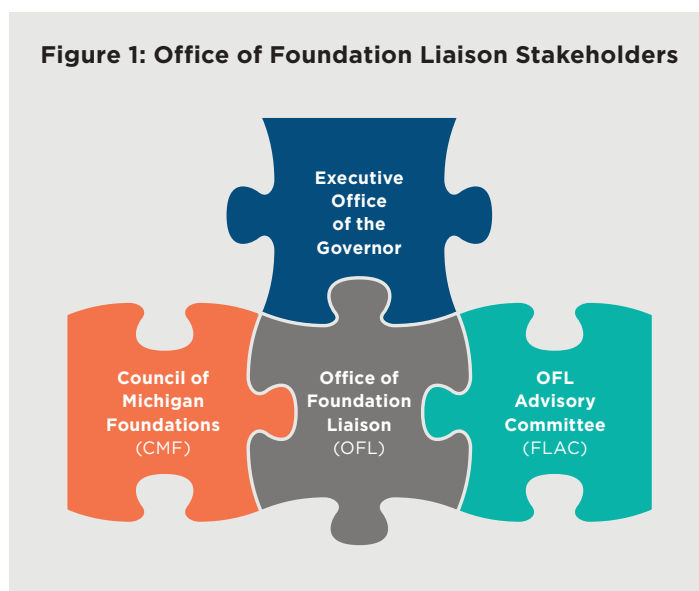 Figure 1: Office of Foundation Liaison Stakeholders
Executive
Office
of the
Governor
Council of
Michigan
Foundations
(CMF)
Office of
Foundation
Liaison
(OFL)
OFL
Advisory
Committee
(FLAC)